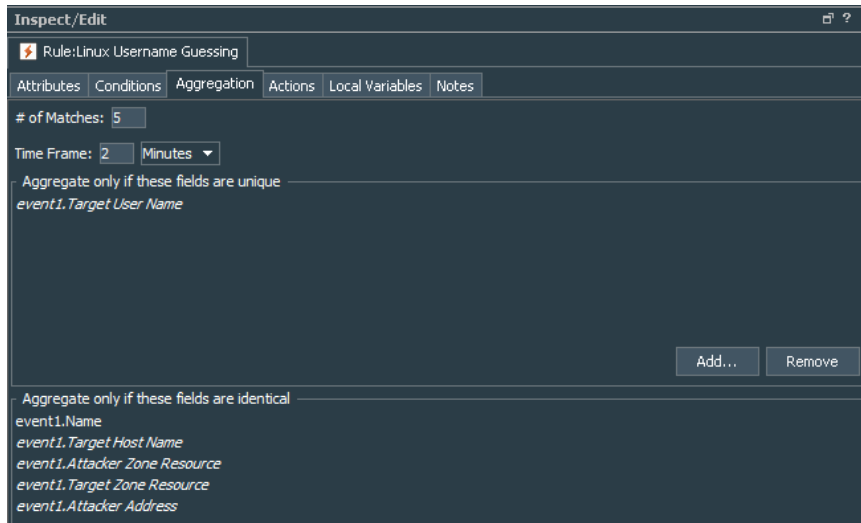 Inspect/Edit ?
Rule:Linux Username Guessing
Attributes Conditions Aggregation Actions Local Variables Notes
# of Matches: 5
Time Frame: 2 Minutes
Aggregate only if these fields are unique
event1.Target User Name
Add... Remove
Aggregate only if these fields are identical
event1.Name
event1.Target Host Name
event1.Attacker Zone Resource
event1.Target Zone Resource
event1.Attacker Address